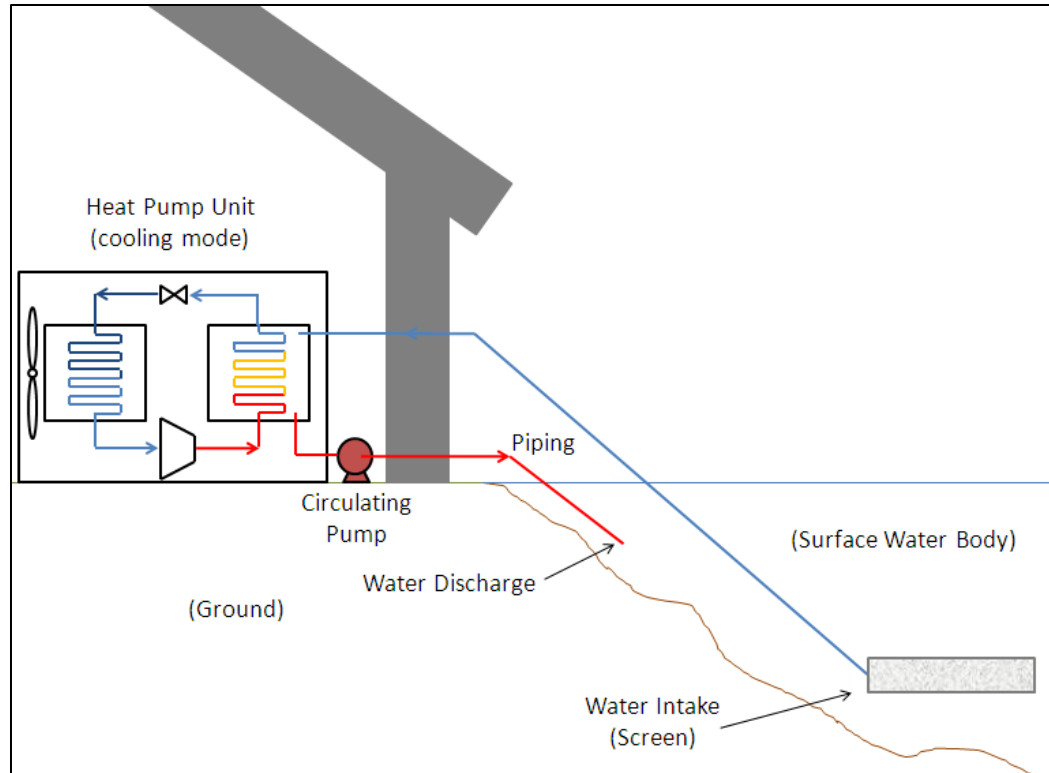 Heat Pump Unit
(cooling mode)
Piping
Circulating
Pump
(Surface Water Body)
Water Discharge
(Ground)
Water Intake
(Screen)